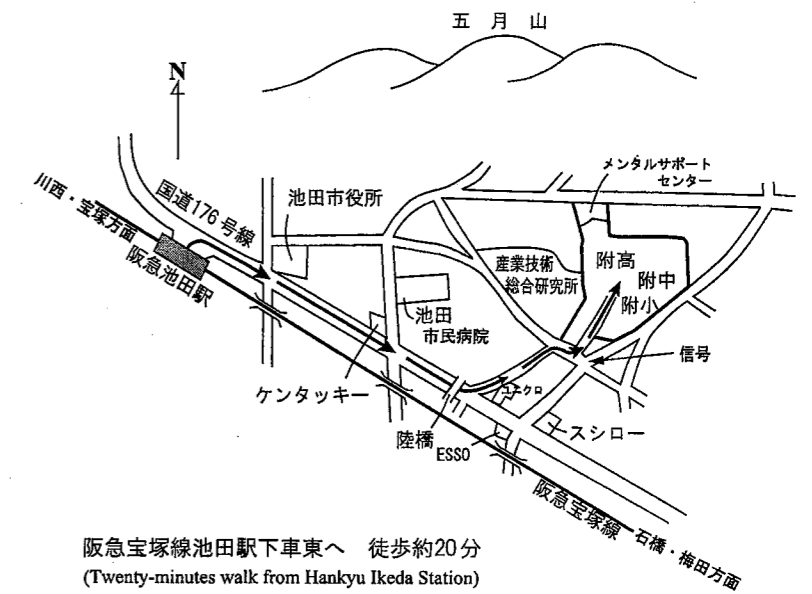 五月山
N
メンタルサポート
センター
川西・宝塚方面
国道176号線
池田市役所
阪急池田駅
産業技術
総合研究所
附高
附中
附小
池田
市民病院
信号
ケンタッキー
ユニクロ
陸橋
ESSO
スシロー
阪急宝塚線
石橋・梅田方面
阪急宝塚線池田駅下車東へ 徒歩約20分
(Twenty-minutes walk from Hankyu Ikeda Station)